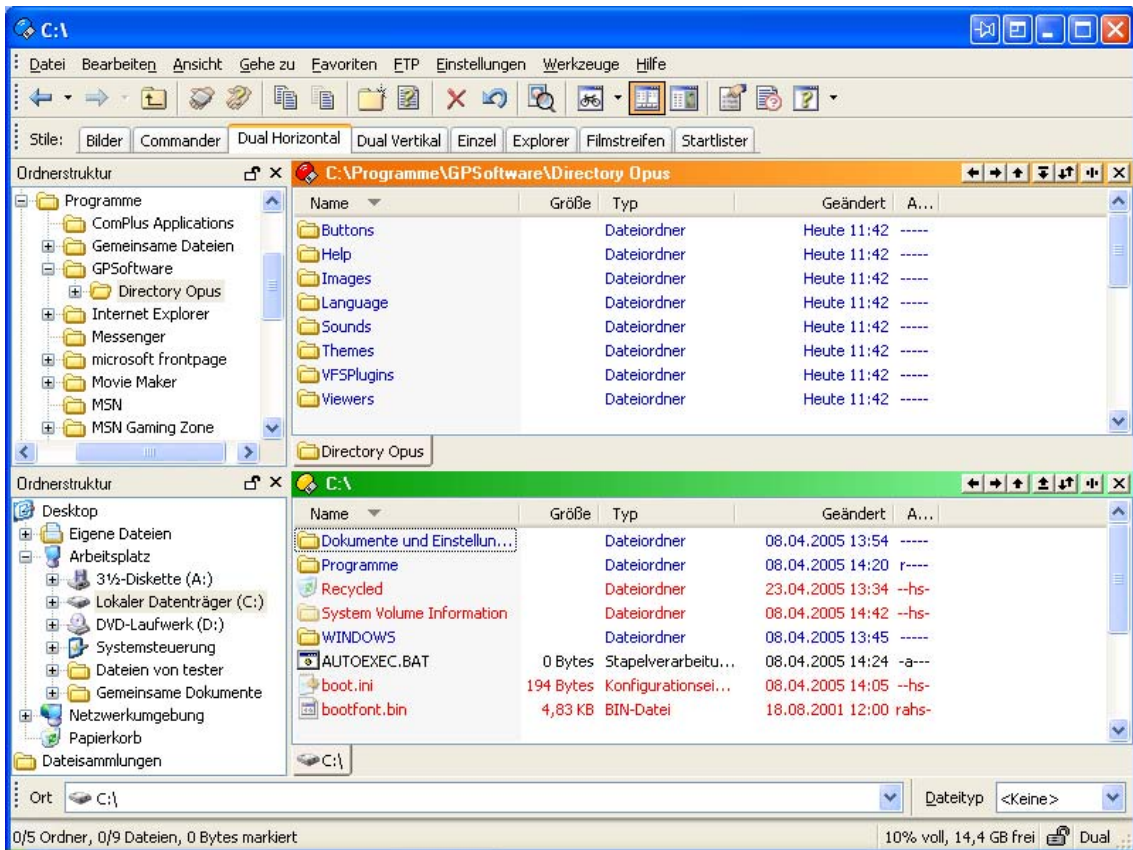 C:\
Datei Bearbeiten Ansicht Gehe zu Favoriten FTP Einstellungen Werkzeuge Hilfe
Stile: Bilder Commander Dual Horizontal Dual Vertikal Einzel Explorer Filmstreifen Startlister
Ordnerstruktur
Programme
ComPlus Applications
Gemeinsame Dateien
GPSoftware
Directory Opus
Internet Explorer
Messenger
microsoft frontpage
Movie Maker
MSN
MSN Gaming Zone
C:\Programme\GPSoftware\Directory Opus
Name Größe Typ Geändert A...
Buttons Dateiordner Heute 11:42 -----
Help Dateiordner Heute 11:42 -----
Images Dateiordner Heute 11:42 -----
Language Dateiordner Heute 11:42 -----
Sounds Dateiordner Heute 11:42 -----
Themes Dateiordner Heute 11:42 -----
VFSPlugins Dateiordner Heute 11:42 -----
Viewers Dateiordner Heute 11:42 -----
Directory Opus
Ordnerstruktur
Desktop
Eigene Dateien
Arbeitsplatz
3½-Diskette (A:)
Lokaler Datenträger (C:)
DVD-Laufwerk (D:)
Systemsteuerung
Dateien von tester
Gemeinsame Dokumente
Netzwerkumgebung
Papierkorb
Dateisammlungen
C:\
Name Größe Typ Geändert A...
Dokumente und Einstellun... Dateiordner 08.04.2005 13:54 -----
Programme Dateiordner 08.04.2005 14:20 r----
Recycled Dateiordner 23.04.2005 13:34 --hs-
System Volume Information Dateiordner 08.04.2005 14:42 --hs-
WINDOWS Dateiordner 08.04.2005 13:45 -----
AUTOEXEC.BAT 0 Bytes Stapelverarbeitu... 08.04.2005 14:24 -a---
boot.ini 194 Bytes Konfigurationsei... 08.04.2005 14:05 --hs-
bootfont.bin 4,83 KB BIN-Datei 18.08.2001 12:00 rahs-
C:\
Ort C:\ Dateityp <Keine>
0/5 Ordner, 0/9 Dateien, 0 Bytes markiert 10% voll, 14,4 GB frei Dual